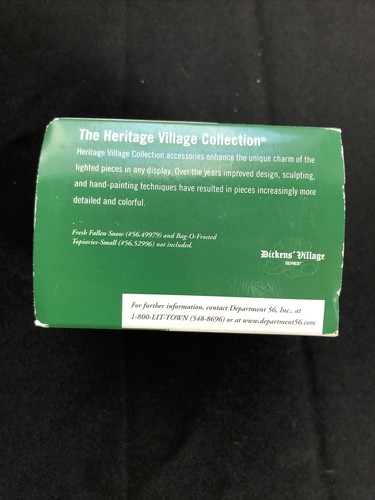 The Heritage Village Collection®
Heritage Village Collection accessories enhance the unique charm of the
lighted pieces in any display. Over the years improved design, sculpting,
and hand-painting techniques have resulted in pieces increasingly more
detailed and colorful.
Fresh Fallen Snow (#56.49979) and Bag-O-Frosted
Topiaries-Small (#56.52996) not included.
Dickens' Village
SERIES®
For further information, contact Department 56, Inc., at
1-800-LIT-TOWN (548-8696) or at www.department56.com